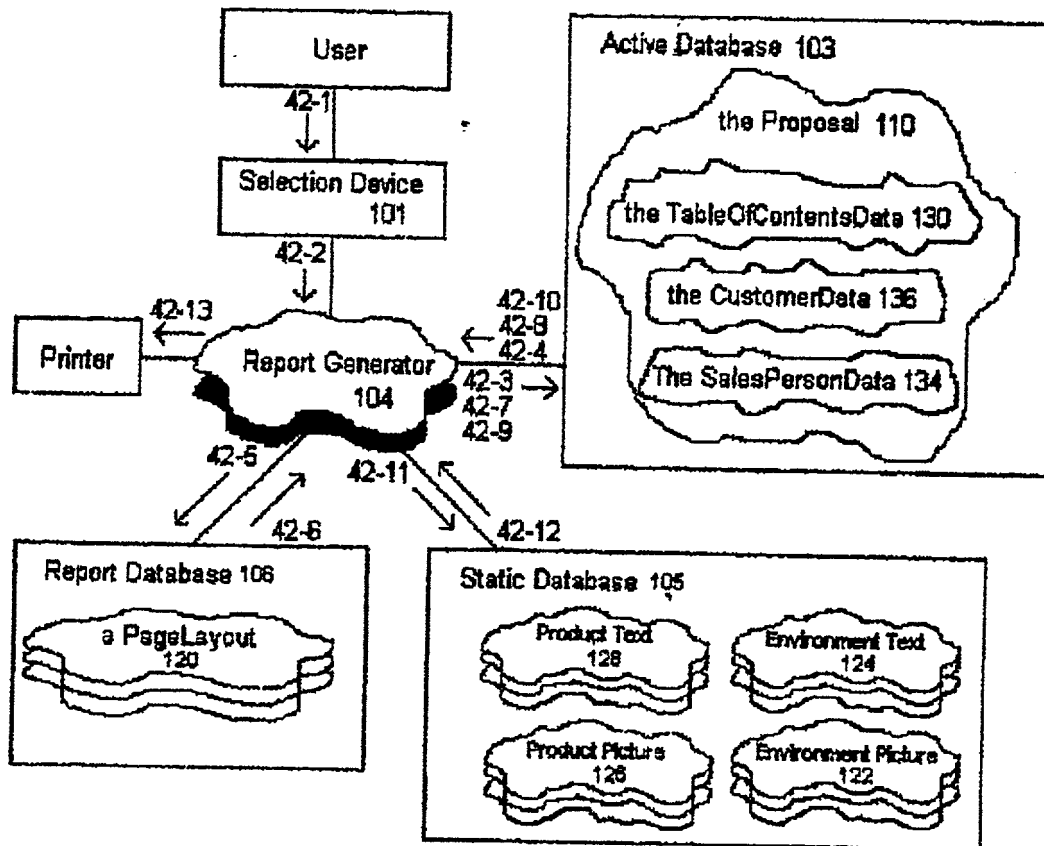 User
Active Database 103
42-1
the Proposal 110
Selection Device
101
the TableOfContentsData 130
42-2
42-13
42-10
42-8
42-4
the CustomerData 136
Printer
Report Generator
104
42-3
42-7
42-9
The SalesPersonData 134
42-5
42-11
42-6
42-12
Report Database 106
a PageLayout
120
Static Database 105
Product Text
128
Environment Text
124
Product Picture
126
Environment Picture
122